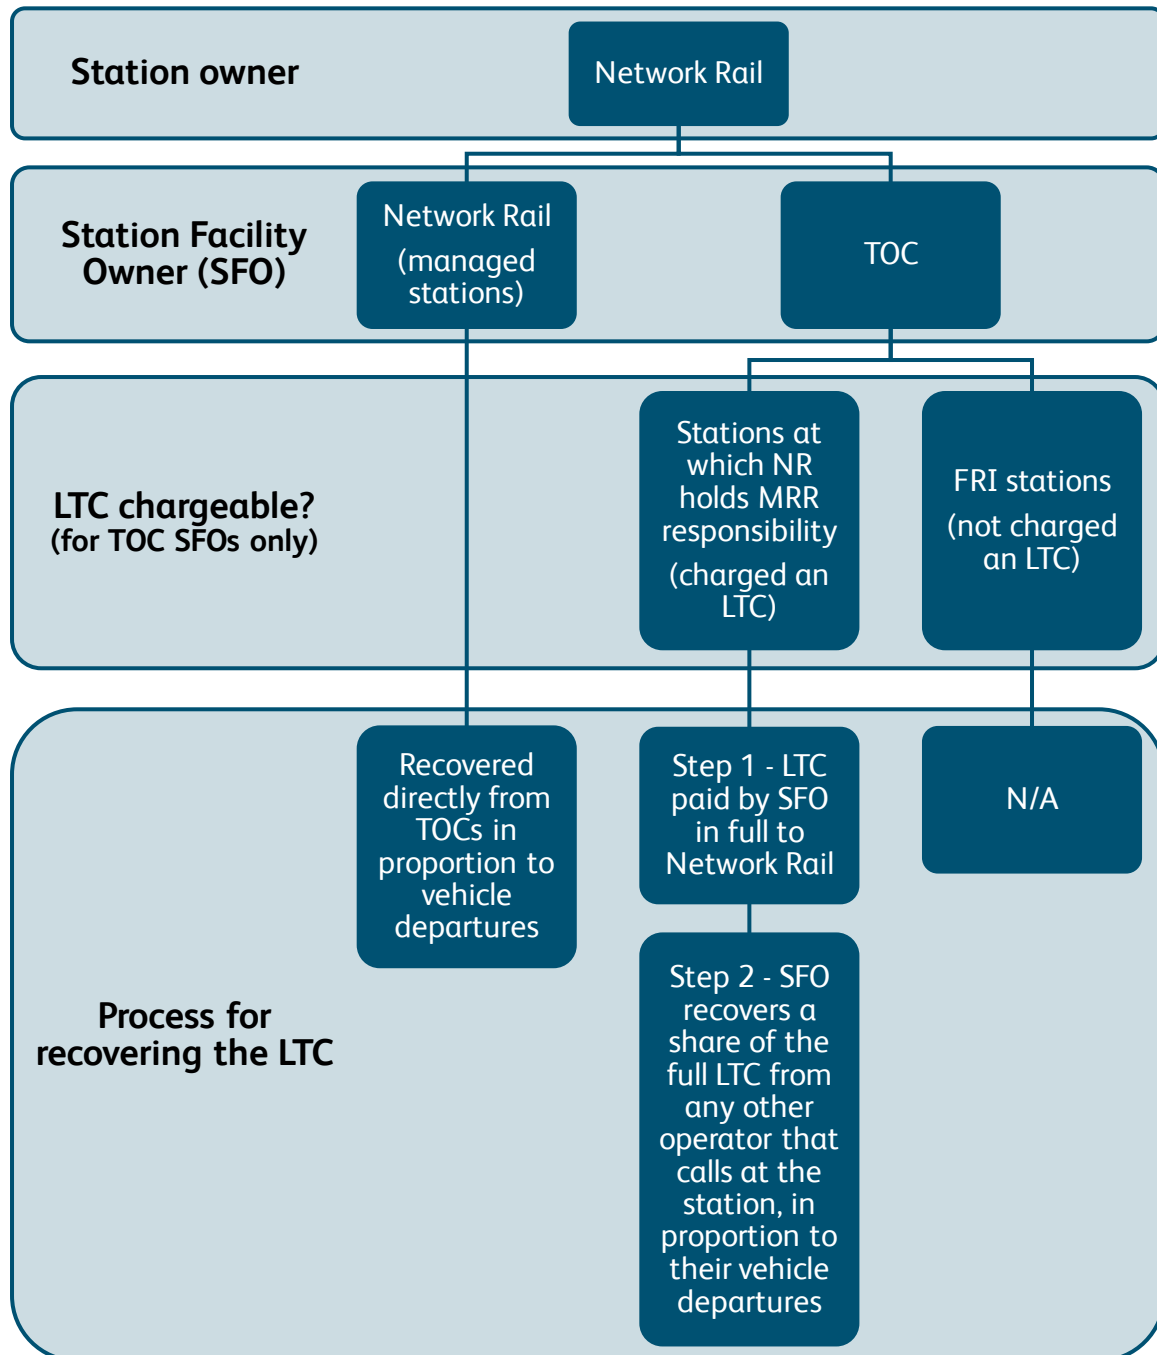 Station owner
Network Rail
Station Facility
Owner (SFO)
Network Rail
(managed
stations)
TOC
LTC chargeable?
(for TOC SFOs only)
Stations at
which NR
holds MRR
responsibility
(charged an
LTC)
FRI stations
(not charged
an LTC)
Process for
recovering the LTC
Recovered
directly from
TOCs in
proportion to
vehicle
departures
Step 1 - LTC
paid by SFO
in full to
Network Rail
N/A
Step 2 - SFO
recovers a
share of the
full LTC from
any other
operator that
calls at the
station, in
proportion to
their vehicle
departures